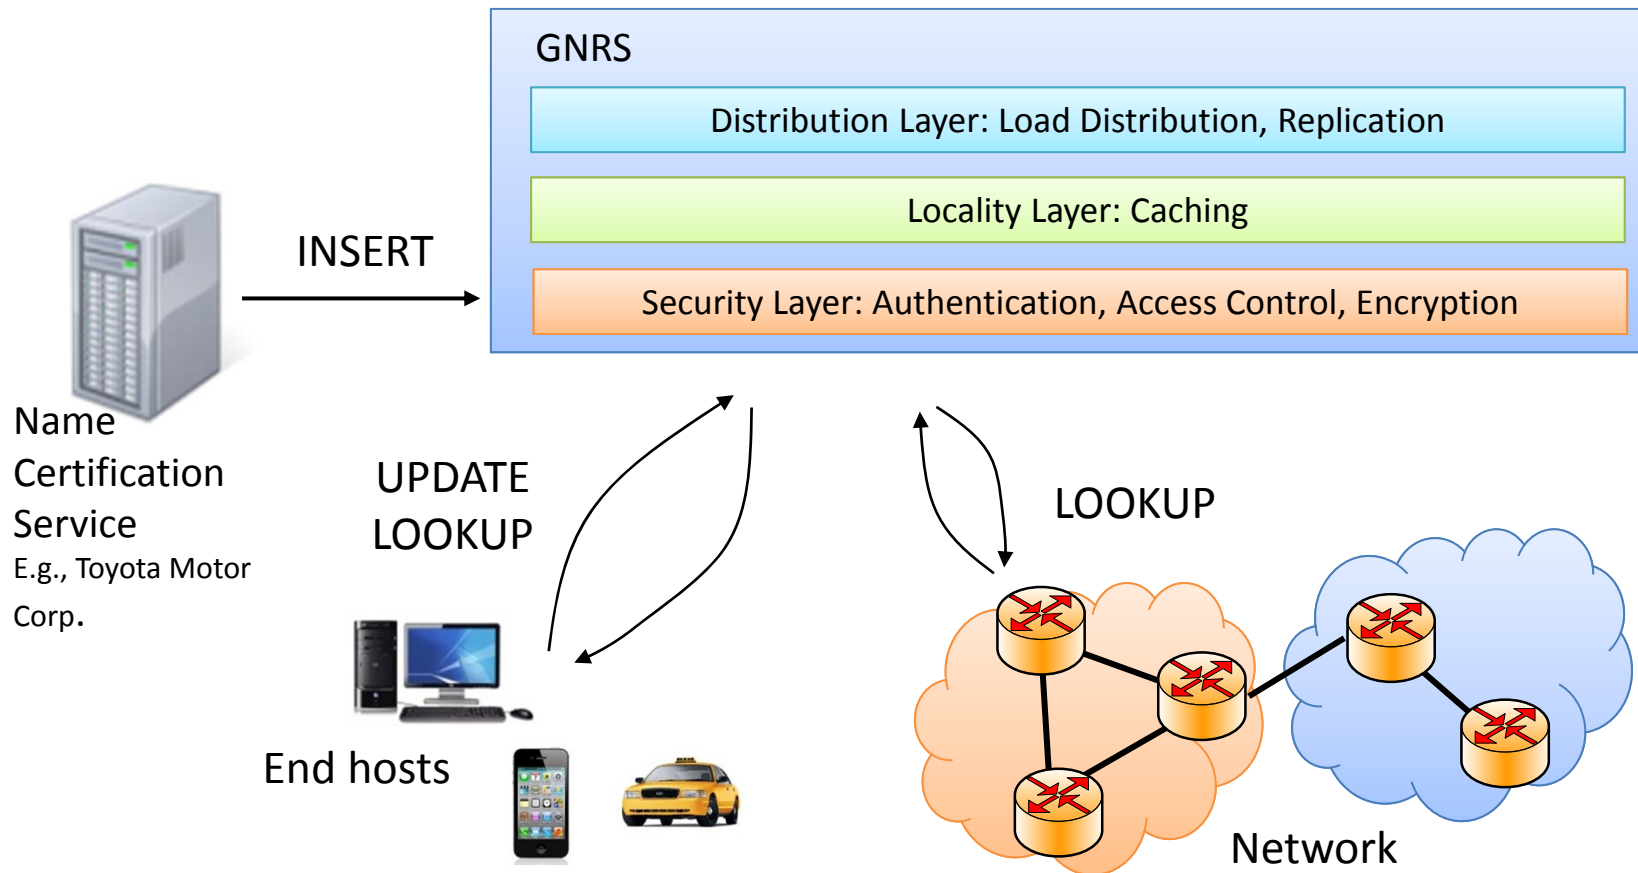 GNRS
Distribution Layer: Load Distribution, Replication
Locality Layer: Caching
Security Layer: Authentication, Access Control, Encryption
INSERT
Name
Certification
Service
E.g., Toyota Motor
Corp.
UPDATE
LOOKUP
LOOKUP
End hosts
Network